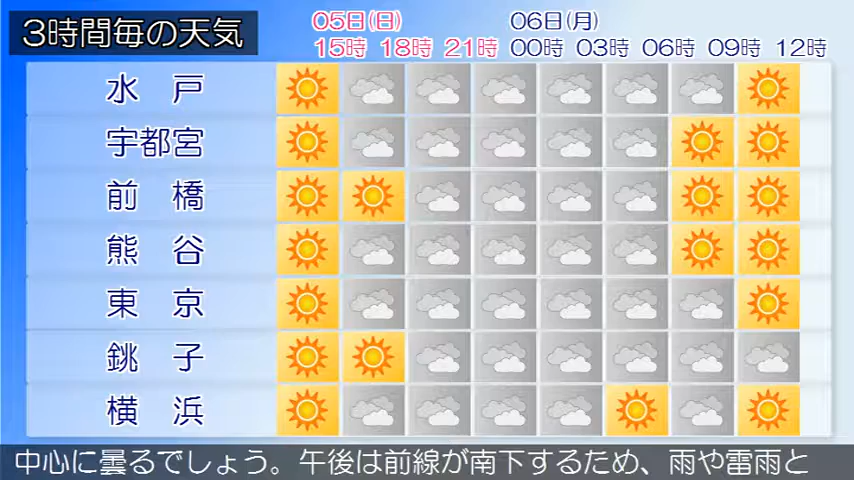 3時間毎の天気
05日(日) 06日(月)
15時 18時 21時 00時 03時 06時 09時 12時
水 戸
宇都宮
前 橋
熊 谷
東 京
銚 子
横 浜
中心に曇るでしょう。午後は前線が南下するため、雨や雷雨と